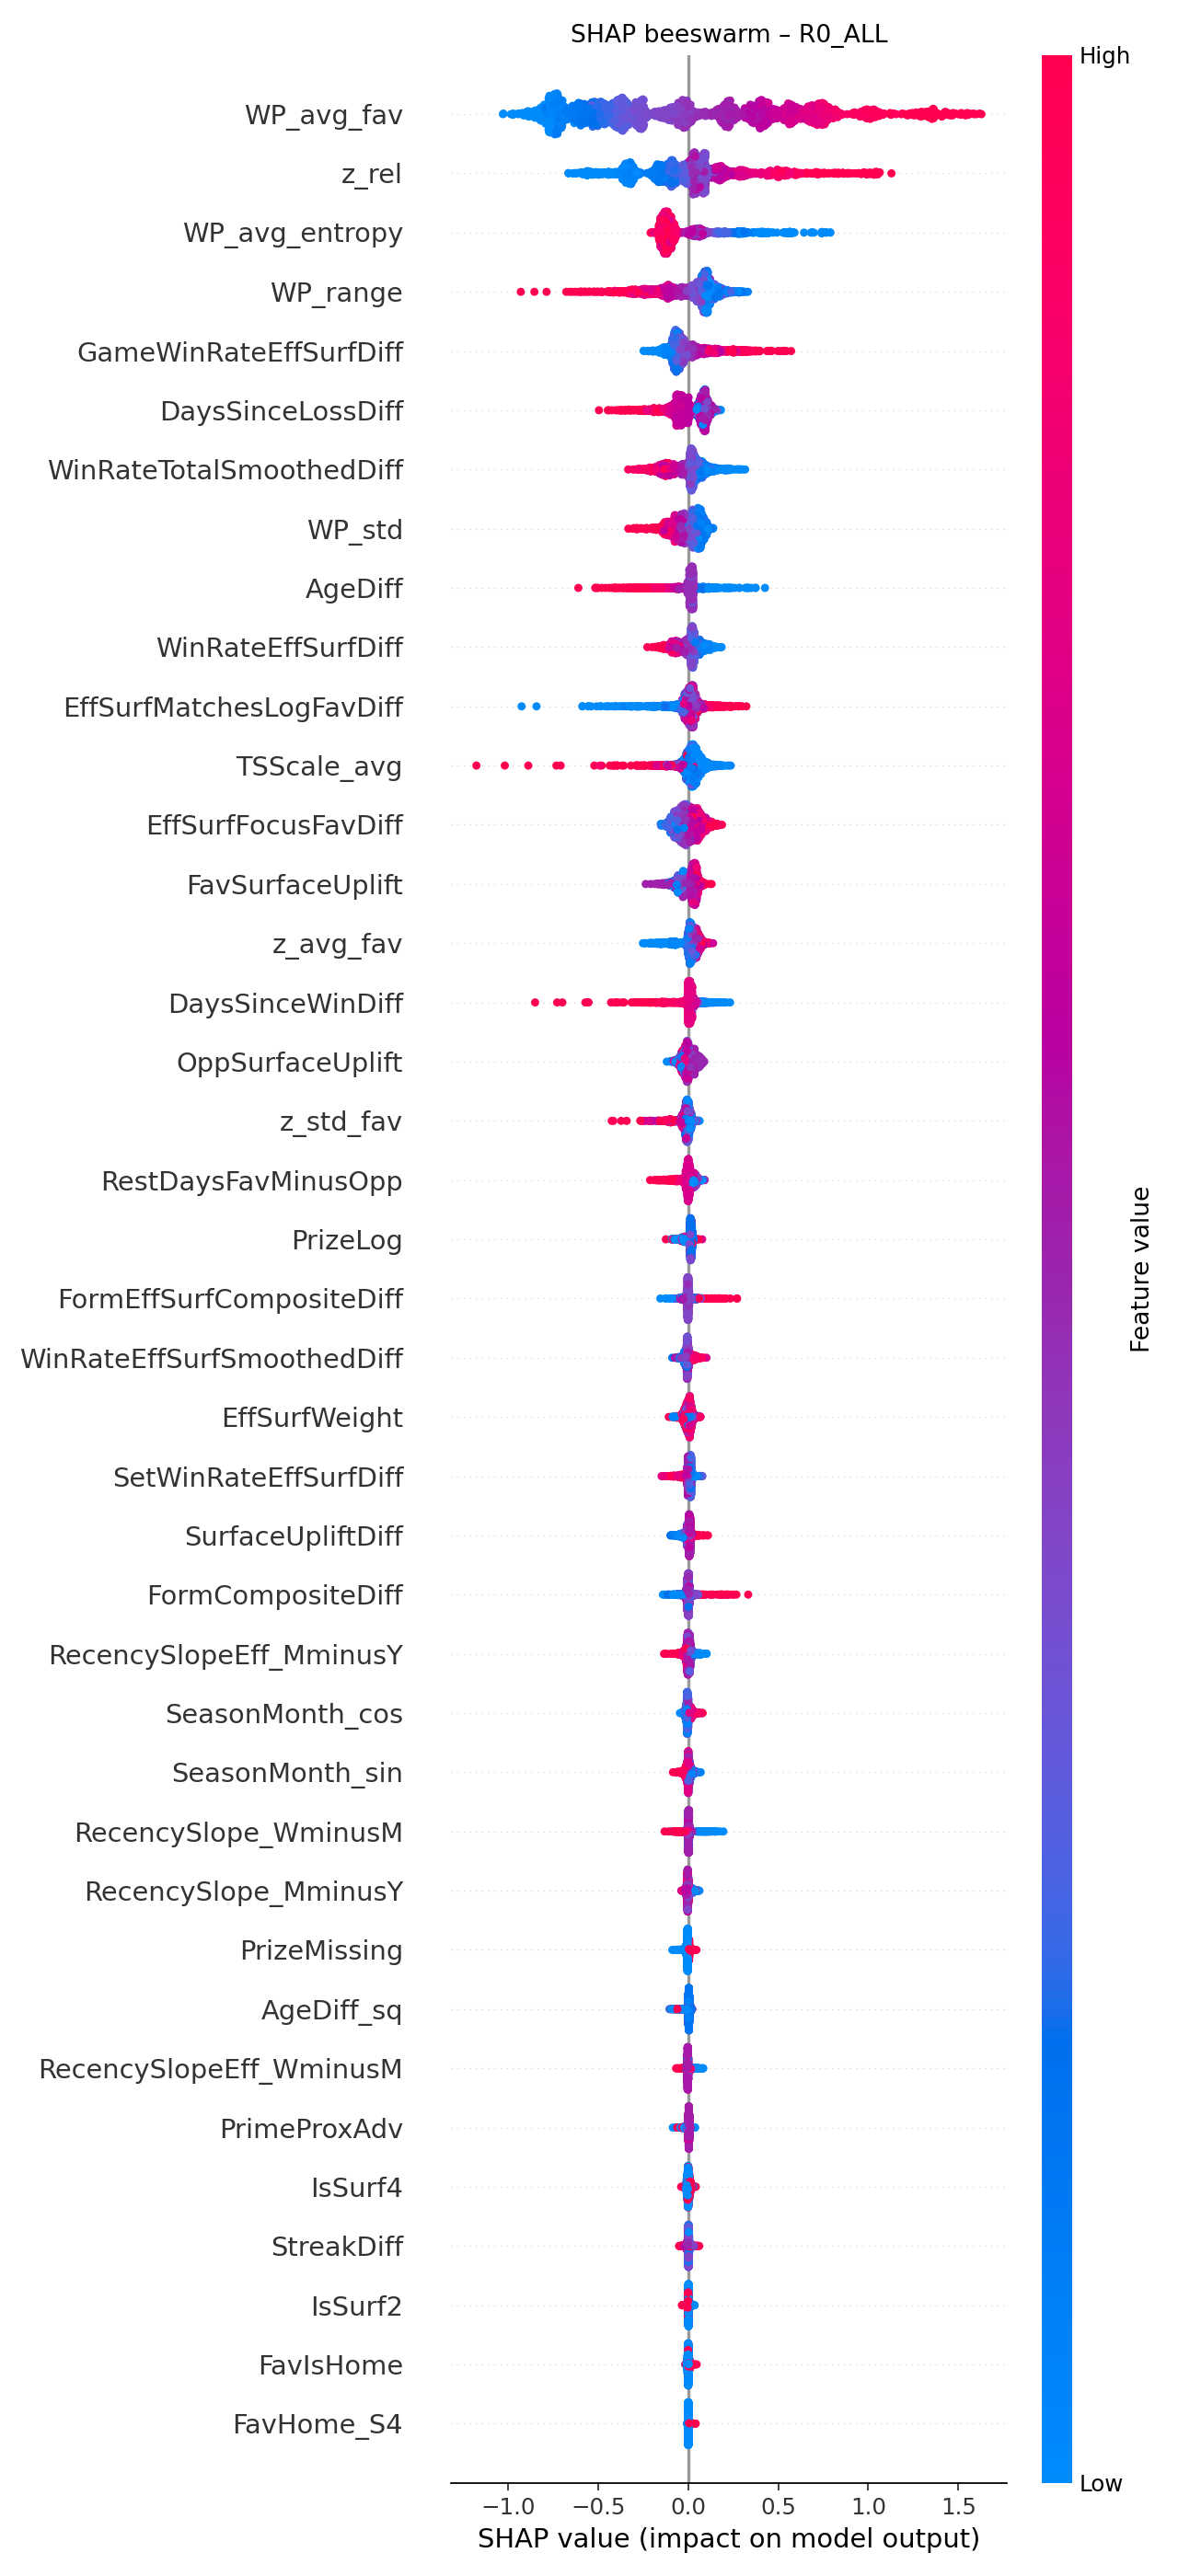 SHAP beeswarm – R0_ALL
High
WP_avg_fav
z_rel
WP_avg_entropy
WP_range
GameWinRateEffSurfDiff
DaysSinceLossDiff
WinRateTotalSmoothedDiff
WP_std
AgeDiff
WinRateEffSurfDiff
EffSurfMatchesLogFavDiff
TSScale_avg
EffSurfFocusFavDiff
FavSurfaceUplift
z_avg_fav
DaysSinceWinDiff
OppSurfaceUplift
z_std_fav
RestDaysFavMinusOpp
PrizeLog
FormEffSurfCompositeDiff
WinRateEffSurfSmoothedDiff
EffSurfWeight
SetWinRateEffSurfDiff
SurfaceUpliftDiff
FormCompositeDiff
RecencySlopeEff_MminusY
SeasonMonth_cos
SeasonMonth_sin
RecencySlope_WminusM
RecencySlope_MminusY
PrizeMissing
AgeDiff_sq
RecencySlopeEff_WminusM
PrimeProxAdv
IsSurf4
StreakDiff
IsSurf2
FavIsHome
FavHome_S4
Feature value
Low
−1.0 −0.5 0.0 0.5 1.0 1.5
SHAP value (impact on model output)